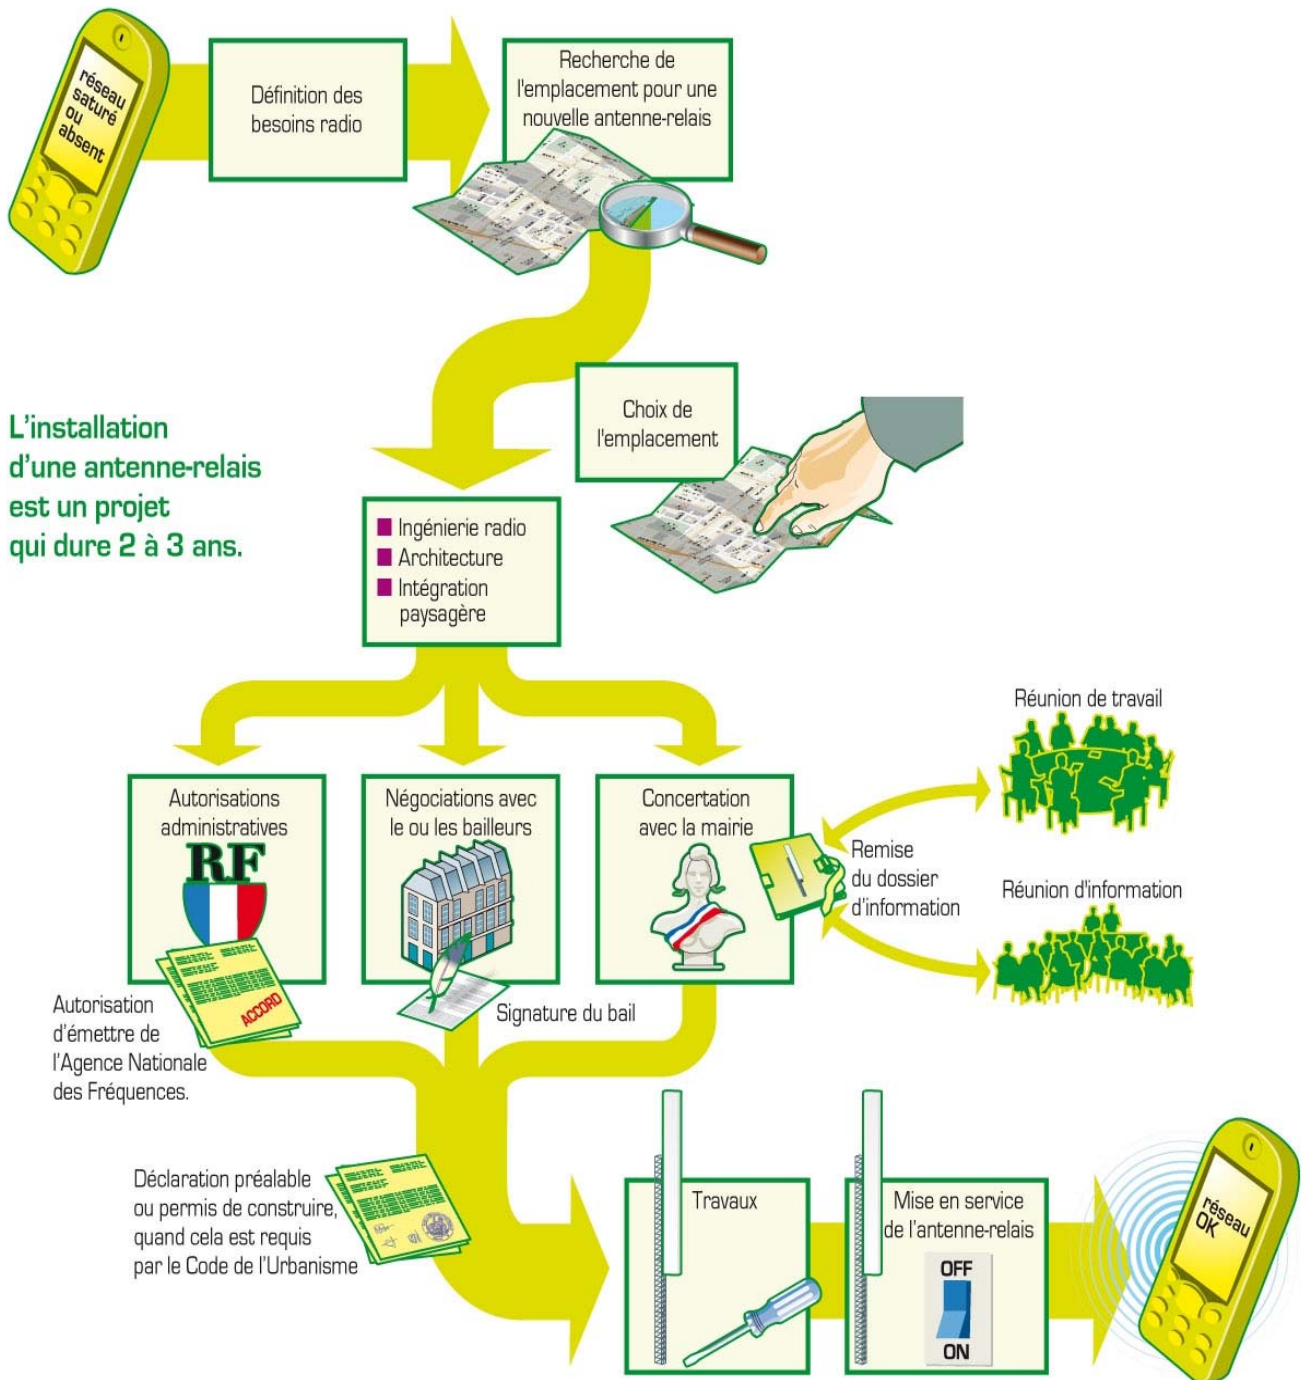 réseau
saturé
ou
absent
Définition des
besoins radio
Recherche de
l'emplacement pour une
nouvelle antenne-relais
Choix de
l'emplacement
L'installation
d'une antenne-relais
est un projet
qui dure 2 à 3 ans.
Ingénierie radio
Architecture
Intégration
paysagère
Autorisations
administratives
RF
ACCORD
Autorisation
d'émettre de
l'Agence Nationale
des Fréquences.
Négociations avec
le ou les bailleurs
Signature du bail
Concertation
avec la mairie
Remise
du dossier
d'information
Réunion de travail
Réunion d'information
Déclaration préalable
ou permis de construire,
quand cela est requis
par le Code de l'Urbanisme
Travaux
Mise en service
de l'antenne-relais
OFF
ON
réseau
OK